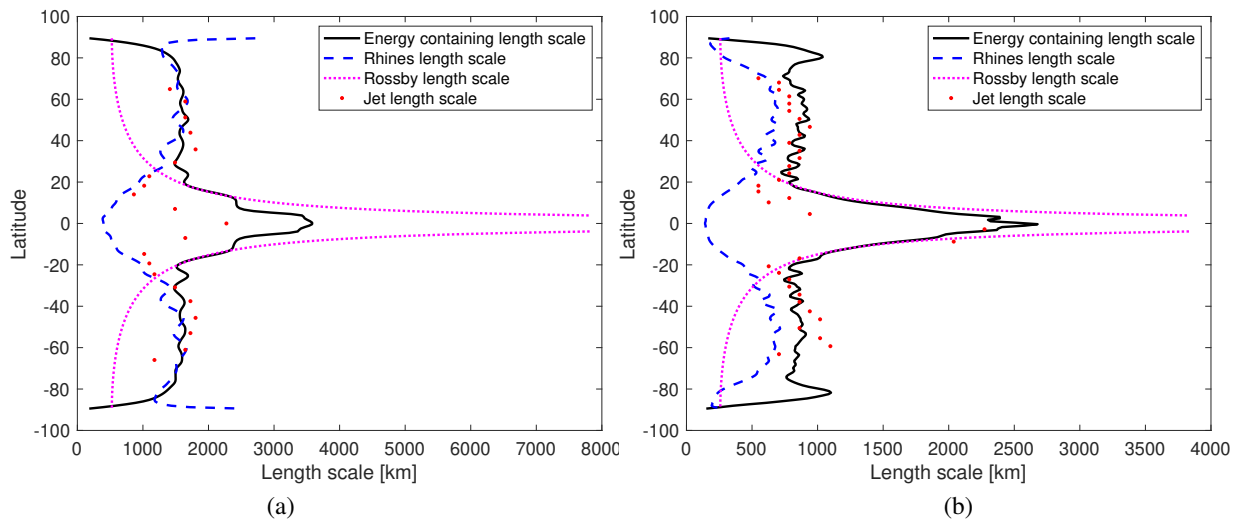 100
80
60
40
20
0
-20
-40
-60
-80
-100
Latitude
0
1000
2000
3000
4000
5000
6000
7000
8000
Length scale [km]
Energy containing length scale
Rhines length scale
Rossby length scale
Jet length scale
(a)
100
80
60
40
20
0
-20
-40
-60
-80
-100
Latitude
0
500
1000
1500
2000
2500
3000
3500
4000
Length scale [km]
Energy containing length scale
Rhines length scale
Rossby length scale
Jet length scale
(b)